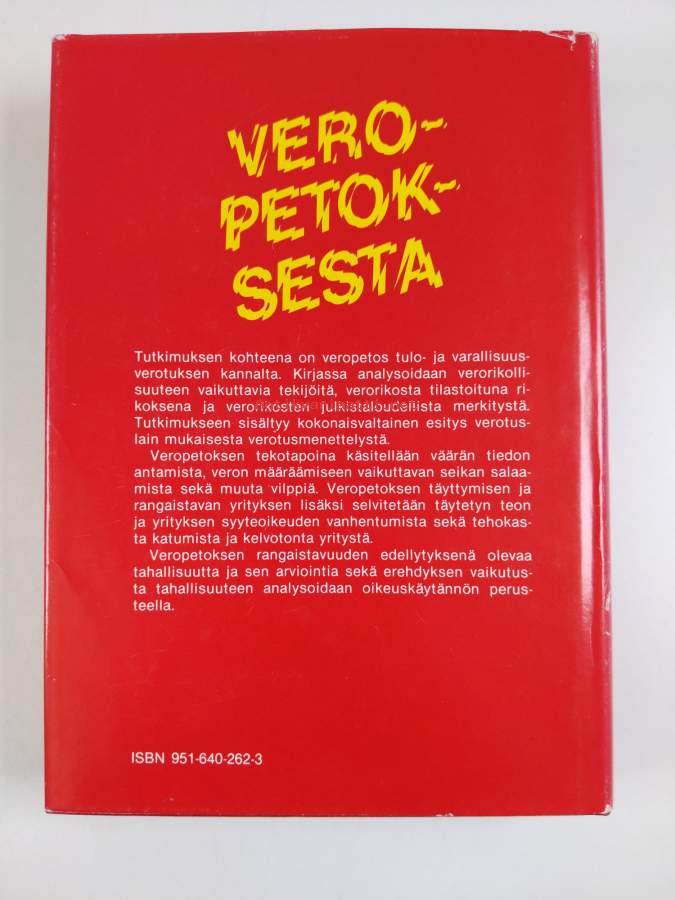 VERO-
PETOK-
SESTA
Tutkimuksen kohteena on veropetos tulo- ja varallisuus-
verotuksen kannalta. Kirjassa analysoidaan verorikolli-
suuteen vaikuttavia tekijöitä, verorikosta tilastoituna ri-
koksena ja verorikosten julkistaloudellista merkitystä.
Tutkimukseen sisältyy kokonaisvaltainen esitys verotus-
lain mukaisesta verotusmenettelystä.
Veropetoksen tekotapoina käsitellään väärän tiedon
antamista, veron määräämiseen vaikuttavan seikan salaa-
mista sekä muuta vilppiä. Veropetoksen täyttymisen ja
rangaistavan yrityksen lisäksi selvitetään täytetyn teon
ja yrityksen syyteoikeuden vanhentumista sekä tehokas-
ta katumista ja kelvotonta yritystä.
Veropetoksen rangaistavuuden edellytyksenä olevaa
tahallisuutta ja sen arviointia sekä erehdyksen vaikutus-
ta tahallisuuteen analysoidaan oikeuskäytännön perus-
teella.
ISBN 951-640-262-3